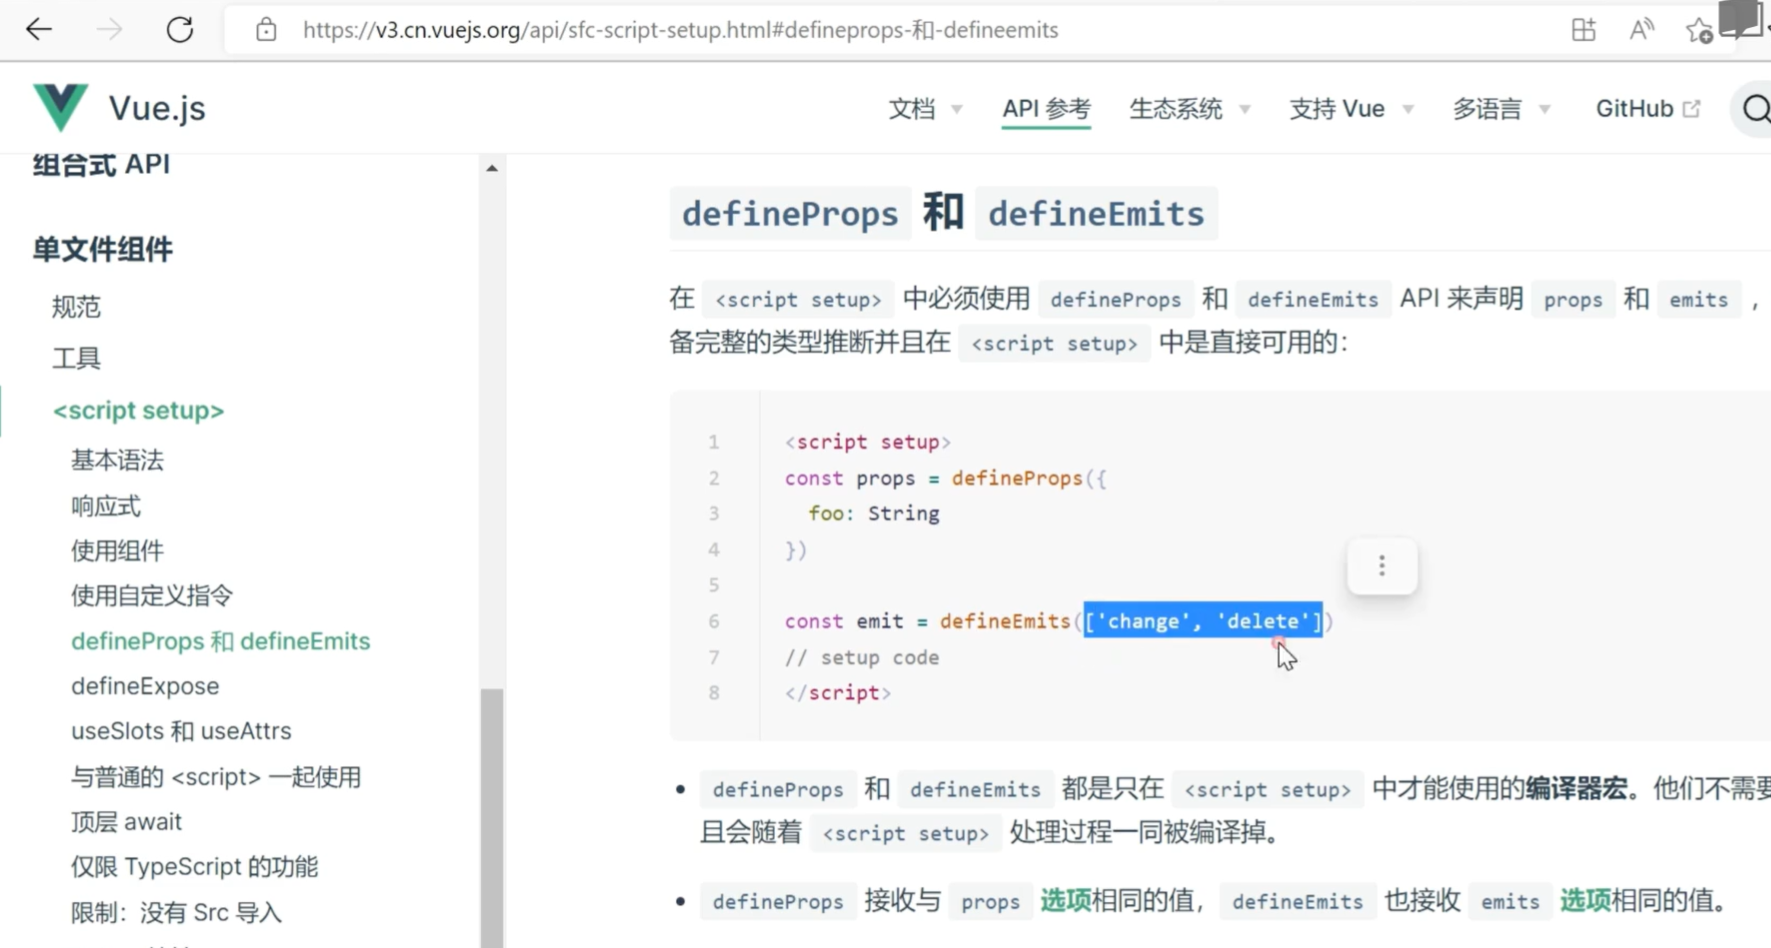 https://v3.cn.vuejs.org/api/sfc-script-setup.html#defineprops-和-defineemits
Vue.js
文档
API 参考
生态系统
支持 Vue
多语言
GitHub
组合式 API
单文件组件
规范
工具
<script setup>
基本语法
响应式
使用组件
使用自定义指令
defineProps 和 defineEmits
defineExpose
useSlots 和 useAttrs
与普通的 <script> 一起使用
顶层 await
仅限 TypeScript 的功能
限制：没有 Src 导入
defineProps 和 defineEmits
在 <script setup> 中必须使用 defineProps 和 defineEmits API 来声明 props 和 emits ，
备完整的类型推断并且在 <script setup> 中是直接可用的：
1 <script setup>
2 const props = defineProps({
3 foo: String
4 })
5
6 const emit = defineEmits(['change', 'delete'])
7 // setup code
8 </script>
defineProps 和 defineEmits 都是只在 <script setup> 中才能使用的编译器宏。他们不需要
且会随着 <script setup> 处理过程一同被编译掉。
defineProps 接收与 props 选项相同的值，defineEmits 也接收 emits 选项相同的值。